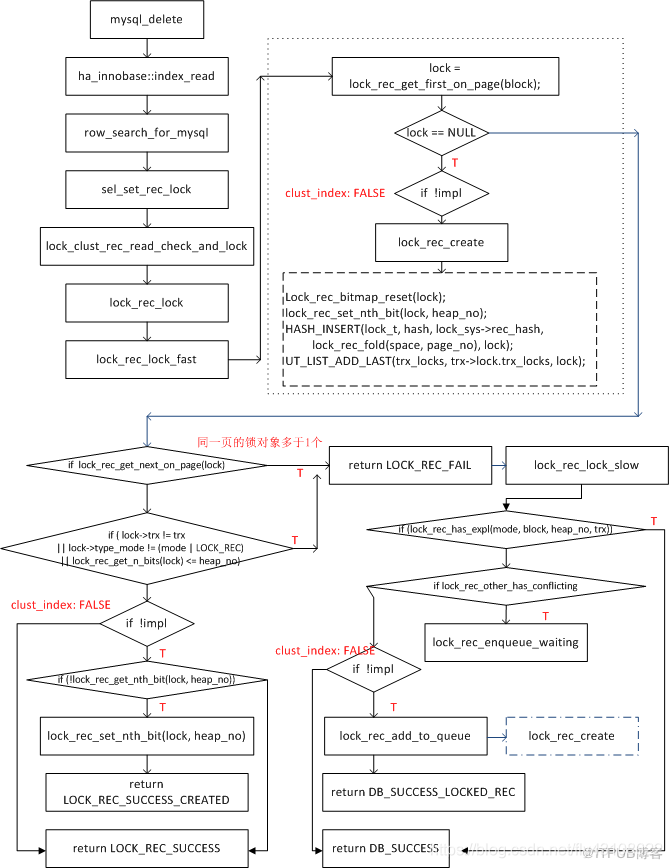 mysql_delete
ha_innobase::index_read
row_search_for_mysql
sel_set_rec_lock
lock_clust_rec_read_check_and_lock
lock_rec_lock
lock_rec_lock_fast
lock =
lock_rec_get_first_on_page(block);
lock == NULL
T
clust_index: FALSE
if !impl
lock_rec_create
Lock_rec_bitmap_reset(lock);
lock_rec_set_nth_bit(lock, heap_no);
HASH_INSERT(lock_t, hash, lock_sys->rec_hash,
lock_rec_fold(space, page_no), lock);
UT_LIST_ADD_LAST(trx_locks, trx->lock.trx_locks, lock);
同一页的锁对象多于1个
if lock_rec_get_next_on_page(lock)
T
return LOCK_REC_FAIL
lock_rec_lock_slow
if ( lock->trx != trx
|| lock->type_mode != (mode | LOCK_REC)
|| lock_rec_get_n_bits(lock) <= heap_no)
T
if (lock_rec_has_expl(mode, block, heap_no, trx))
T
if lock_rec_other_has_conflicting
T
lock_rec_enqueue_waiting
clust_index: FALSE
if !impl
T
if (!lock_rec_get_nth_bit(lock, heap_no))
T
lock_rec_set_nth_bit(lock, heap_no)
return
LOCK_REC_SUCCESS_CREATED
return LOCK_REC_SUCCESS
clust_index: FALSE
if !impl
T
lock_rec_add_to_queue
lock_rec_create
return DB_SUCCESS_LOCKED_REC
return DB_SUCCESS
@ITPUB博客